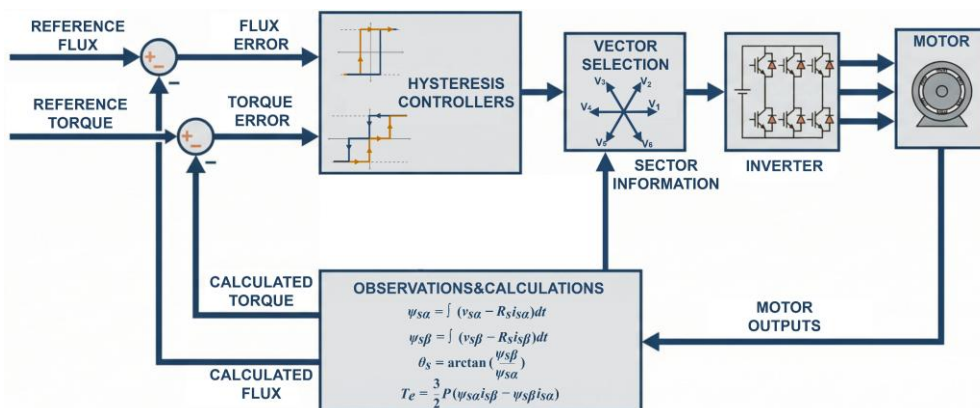 REFERENCE
FLUX
FLUX
ERROR
REFERENCE
TORQUE
TORQUE
ERROR
HYSTERESIS
CONTROLLERS
VECTOR
SELECTION
V₃ V₂
V₄ V₁
V₅ V₆
SECTOR
INFORMATION
INVERTER
MOTOR
CALCULATED
TORQUE
CALCULATED
FLUX
OBSERVATIONS&CALCULATIONS
ψsα = ∫ (vsα − Rsisα)dt
ψsβ = ∫ (vsβ − Rsisβ)dt
θs = arctan(ψsβ/ψsα)
Te = 3/2 P(ψsαisβ − ψsβisα)
MOTOR
OUTPUTS